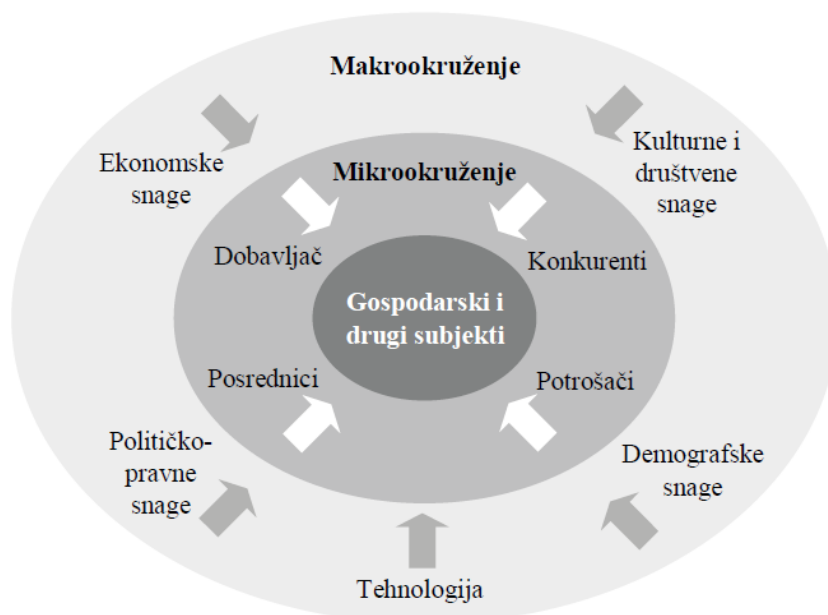 Makrookruženje
Ekonomske
snage
Kulturne i
društvene
snage
Mikrookruženje
Dobavljač
Konkurenti
Gospodarski i
drugi subjekti
Posrednici
Potrošači
Političko-
pravne
snage
Demografske
snage
Tehnologija